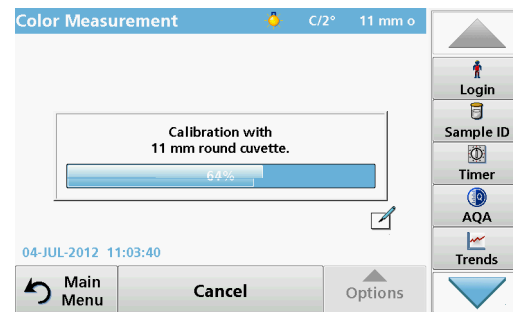 Color Measurement C/2° 11 mm o
Login
Sample ID
Timer
AQA
Trends
Calibration with
11 mm round cuvette.
64%
04-JUL-2012 11:03:40
Main
Menu
Cancel
Options